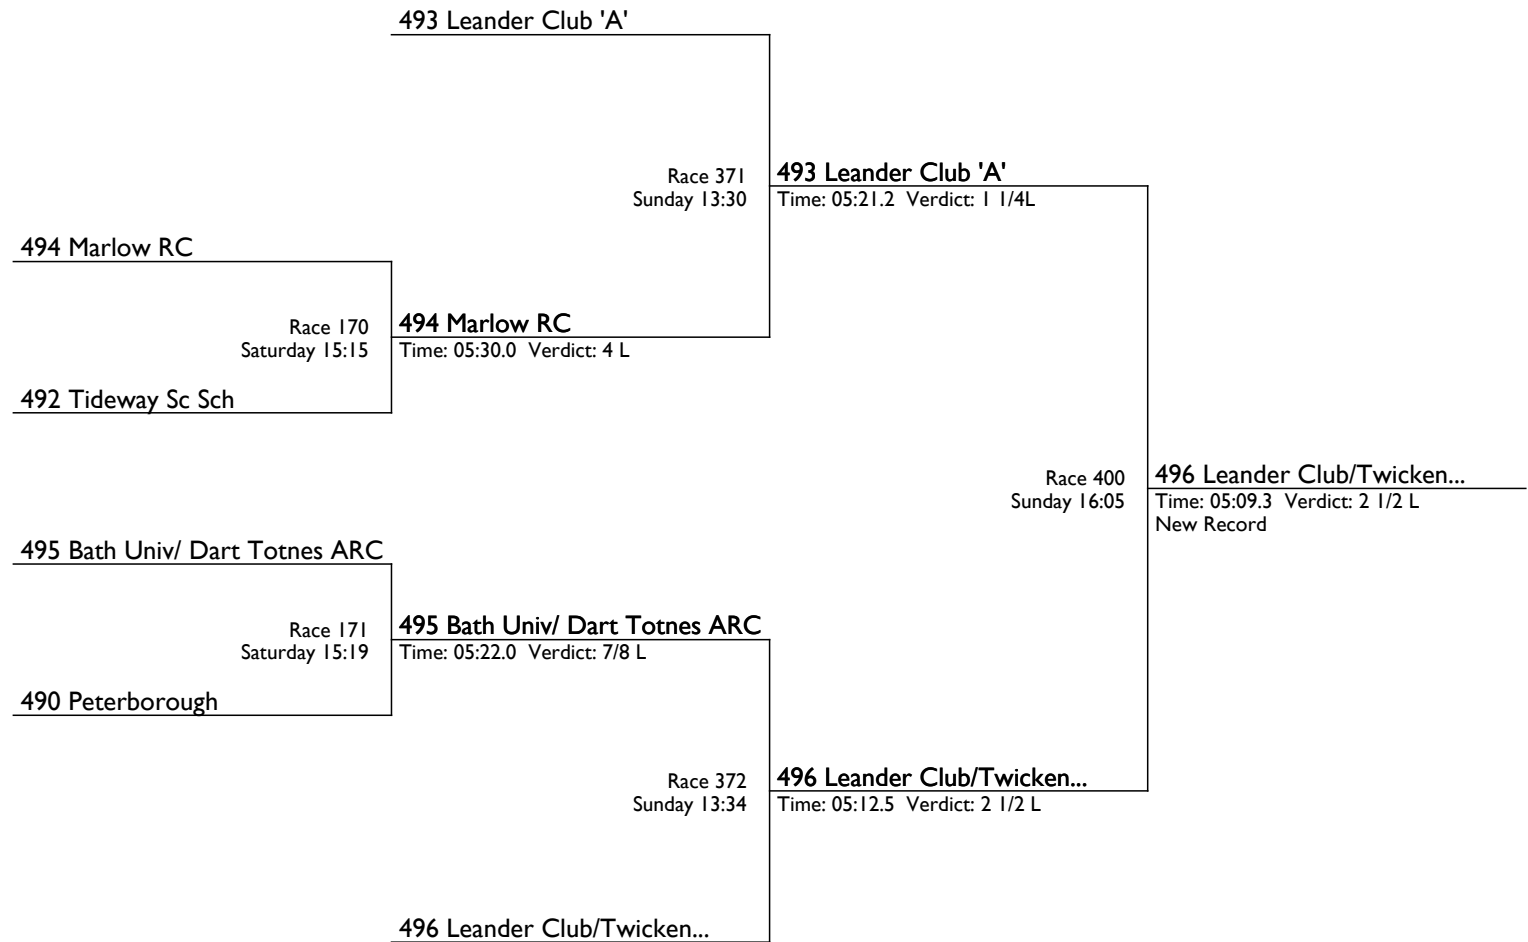 493 Leander Club 'A'
Race 371
Sunday 13:30
493 Leander Club 'A'
Time: 05:21.2 Verdict: 1 1/4L
494 Marlow RC
Race 170
Saturday 15:15
494 Marlow RC
Time: 05:30.0 Verdict: 4 L
492 Tideway Sc Sch
Race 400
Sunday 16:05
496 Leander Club/Twicken...
Time: 05:09.3 Verdict: 2 1/2 L
New Record
495 Bath Univ/ Dart Totnes ARC
Race 171
Saturday 15:19
495 Bath Univ/ Dart Totnes ARC
Time: 05:22.0 Verdict: 7/8 L
490 Peterborough
Race 372
Sunday 13:34
496 Leander Club/Twicken...
Time: 05:12.5 Verdict: 2 1/2 L
496 Leander Club/Twicken...